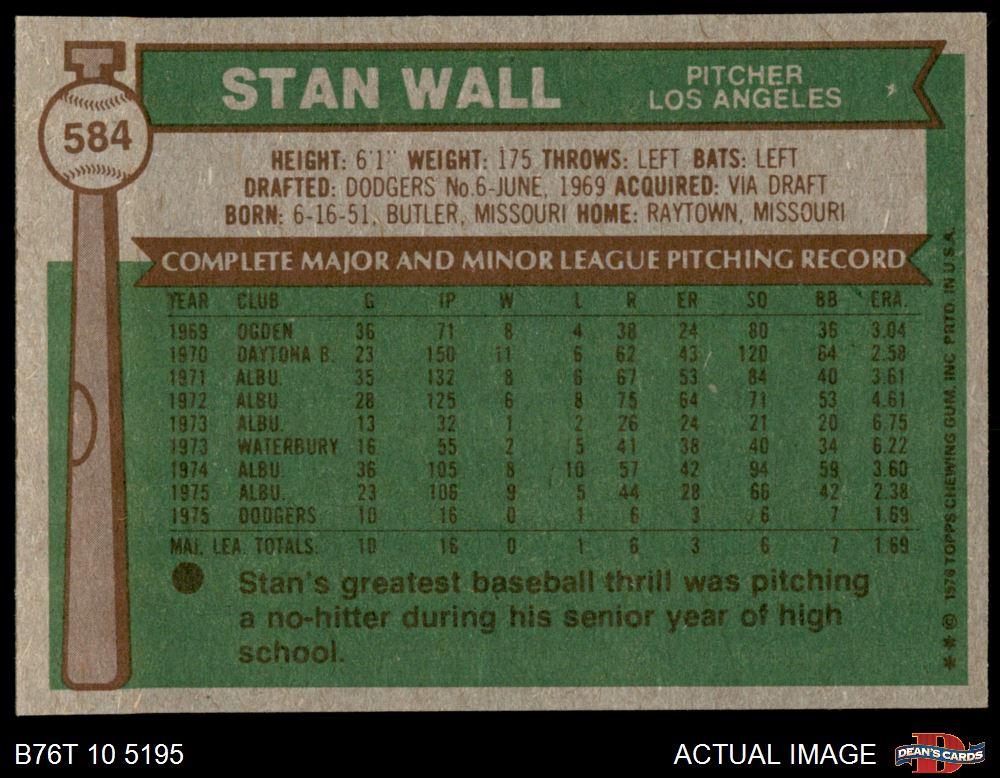 STAN WALL
PITCHER
LOS ANGELES
584
HEIGHT: 6'1" WEIGHT: 175 THROWS: LEFT BATS: LEFT
DRAFTED: DODGERS No.6-JUNE, 1969 ACQUIRED: VIA DRAFT
BORN: 6-16-51, BUTLER, MISSOURI HOME: RAYTOWN, MISSOURI
COMPLETE MAJOR AND MINOR LEAGUE PITCHING RECORD
YEAR CLUB G IP W L R ER SO BB ERA.
1969 OGDEN 36 71 8 4 38 24 80 36 3.04
1970 DAYTONA B. 23 150 11 6 62 43 120 64 2.58
1971 ALBU. 35 132 8 6 67 53 84 40 3.61
1972 ALBU. 28 125 6 8 75 64 71 53 4.61
1973 ALBU. 13 32 1 2 26 24 21 20 6.75
1973 WATERBURY 16 55 2 5 41 38 40 34 6.22
1974 ALBU. 36 105 8 10 57 42 94 59 3.60
1975 ALBU. 23 106 9 5 44 28 66 42 2.38
1975 DODGERS 10 16 0 1 6 3 6 7 1.69
MAJ. LEA. TOTALS. 10 16 0 1 6 3 6 7 1.69
Stan's greatest baseball thrill was pitching
a no-hitter during his senior year of high
school.
** © 1976 TOPPS CHEWING GUM, INC. PRTD. IN U.S.A.
B76T 10 5195
ACTUAL IMAGE
DEAN'S CARDS